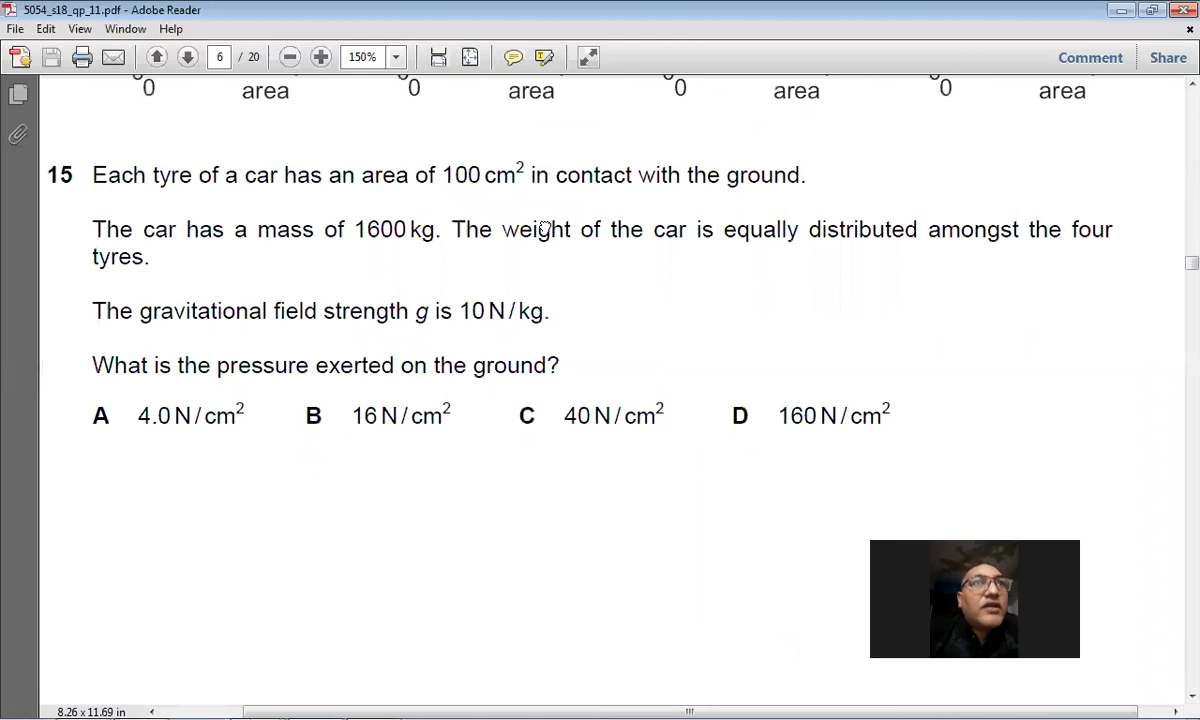 5054_s18_qp_11.pdf - Adobe Reader
File Edit View Window Help
6 / 20 150% Comment Share
0 area 0 area 0 area 0 area
15 Each tyre of a car has an area of 100 cm² in contact with the ground.
The car has a mass of 1600 kg. The weight of the car is equally distributed amongst the four
tyres.
The gravitational field strength g is 10 N / kg.
What is the pressure exerted on the ground?
A 4.0 N / cm² B 16 N / cm² C 40 N / cm² D 160 N / cm²
8.26 x 11.69 in